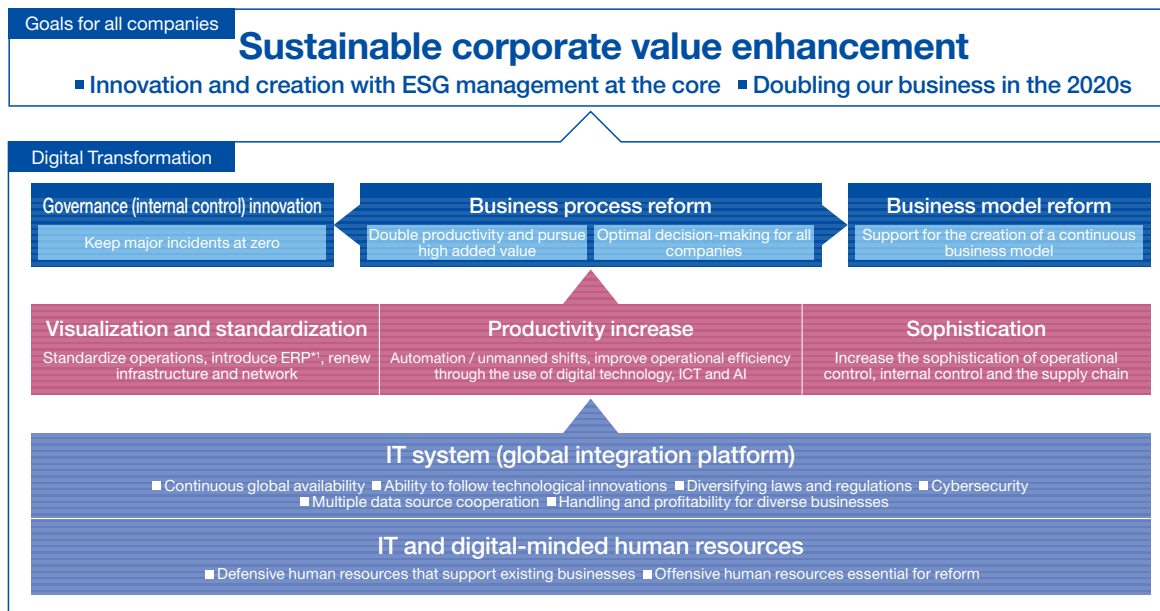 Goals for all companies
Sustainable corporate value enhancement
■ Innovation and creation with ESG management at the core ■ Doubling our business in the 2020s
Digital Transformation
Governance (internal control) innovation
Keep major incidents at zero
Business process reform
Double productivity and pursue
high added value
Optimal decision-making for all
companies
Business model reform
Support for the creation of a continuous
business model
Visualization and standardization
Standardize operations, introduce ERP*1, renew
infrastructure and network
Productivity increase
Automation / unmanned shifts, improve operational efficiency
through the use of digital technology, ICT and AI
Sophistication
Increase the sophistication of operational
control, internal control and the supply chain
IT system (global integration platform)
■ Continuous global availability ■ Ability to follow technological innovations ■ Diversifying laws and regulations ■ Cybersecurity
■ Multiple data source cooperation ■ Handling and profitability for diverse businesses
IT and digital-minded human resources
■ Defensive human resources that support existing businesses ■ Offensive human resources essential for reform